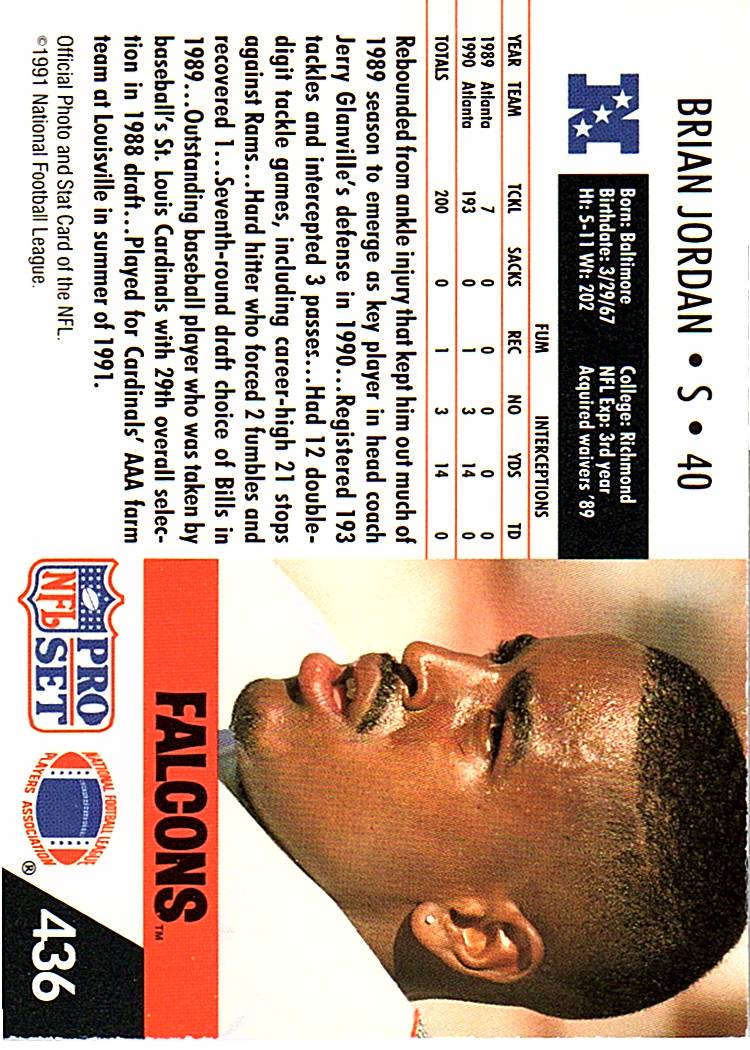 BRIAN JORDAN • S • 40
Born: Baltimore College: Richmond
Birthdate: 3/29/67 NFL Exp: 3rd year
Ht: 5-11 Wt: 202 Acquired waivers '89
N
FUM INTERCEPTIONS
YEAR TEAM TCKL SACKS REC NO YDS TD
1989 Atlanta 7 0 0 0 0 0
1990 Atlanta 193 0 1 3 14 0
TOTALS 200 0 1 3 14 0
Rebounded from ankle injury that kept him out much of
1989 season to emerge as key player in head coach
Jerry Glanville's defense in 1990...Registered 193
tackles and intercepted 3 passes...Had 12 double-
digit tackle games, including career-high 21 stops
against Rams...Hard hitter who forced 2 fumbles and
recovered 1...Seventh-round draft choice of Bills in
1989...Outstanding baseball player who was taken by
baseball's St. Louis Cardinals with 29th overall selec-
tion in 1988 draft...Played for Cardinals' AAA farm
team at Louisville in summer of 1991.
Official Photo and Stat Card of the NFL.
©1991 National Football League.
FALCONS™
NFL
PRO
SET
NATIONAL FOOTBALL LEAGUE
PLAYERS ASSOCIATION
®
436